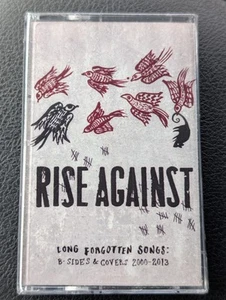 RISE AGAINST
LONG FORGOTTEN SONGS:
B-SIDES & COVERS 2000-2013